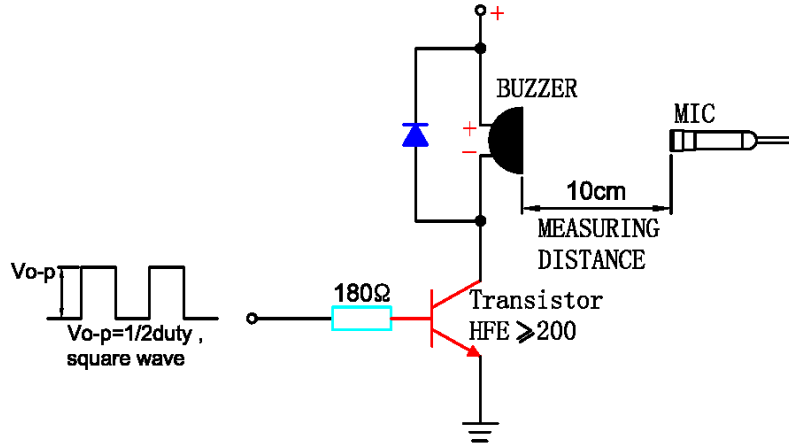 +
BUZZER
MIC
+
−
10cm
MEASURING
DISTANCE
Vo-p
180Ω
Transistor
HFE ⩾200
Vo-p=1/2duty ,
square wave